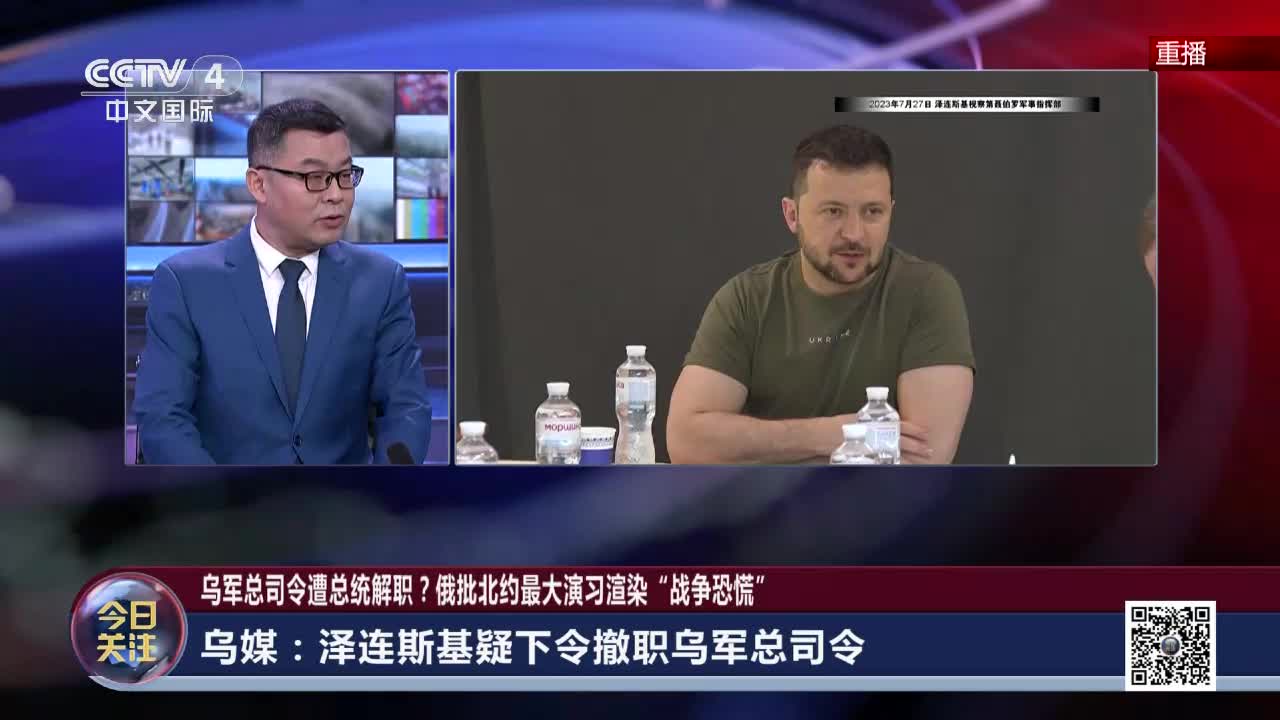 CCTV 4
中文国际
重播
2023年7月27日 泽连斯基视察第聂伯罗军事指挥部
UKRAINE
моршин
今日
关注
乌军总司令遭总统解职？俄批北约最大演习渲染“战争恐慌”
乌媒：泽连斯基疑下令撤职乌军总司令